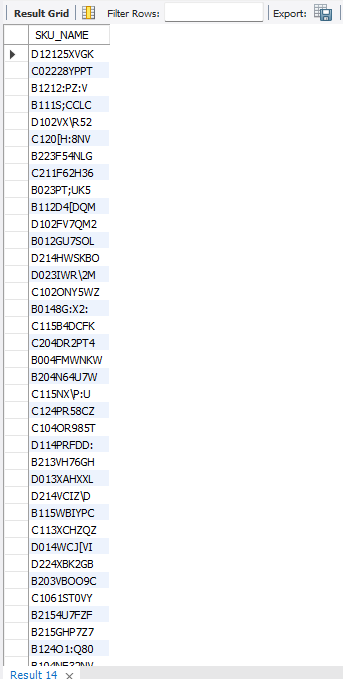 Result Grid Filter Rows: Export:
SKU_NAME
D12125XVGK
C02228YPPT
B1212:PZ:V
B111S;CCLC
D102VX\R52
C120[H:8NV
B223F54NLG
C211F62H36
B023PT;UK5
B112D4[DQM
D102FV7QM2
B012GU7SOL
D214HWSKBO
D023IWR\2M
C102ONY5WZ
B0148G:X2:
C115B4DCFK
C204DR2PT4
B004FMWNKW
B204N64U7W
C115NX\P:U
C124PR58CZ
C104OR985T
D114PRFDD:
B213VH76GH
D013XAHXXL
D214VCIZ\D
B115WBIYPC
C113XCHZQZ
D014WCJ[VI
D224XBK2GB
B203VBOO9C
C1061ST0VY
B2154U7FZF
B215GHP7Z7
B124O1:Q80
Result 14